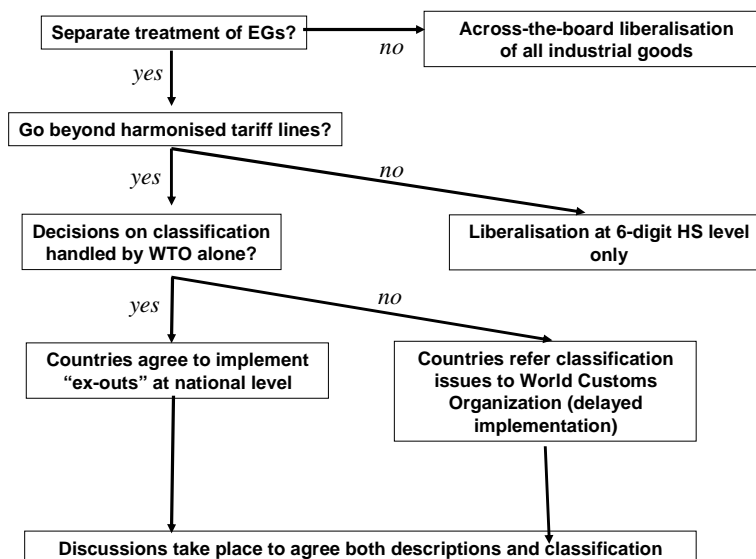 Separate treatment of EGs?
no
Across-the-board liberalisation
of all industrial goods
yes
Go beyond harmonised tariff lines?
yes
no
Decisions on classification
handled by WTO alone?
Liberalisation at 6-digit HS level
only
yes
no
Countries agree to implement
“ex-outs” at national level
Countries refer classification
issues to World Customs
Organization (delayed
implementation)
Discussions take place to agree both descriptions and classification